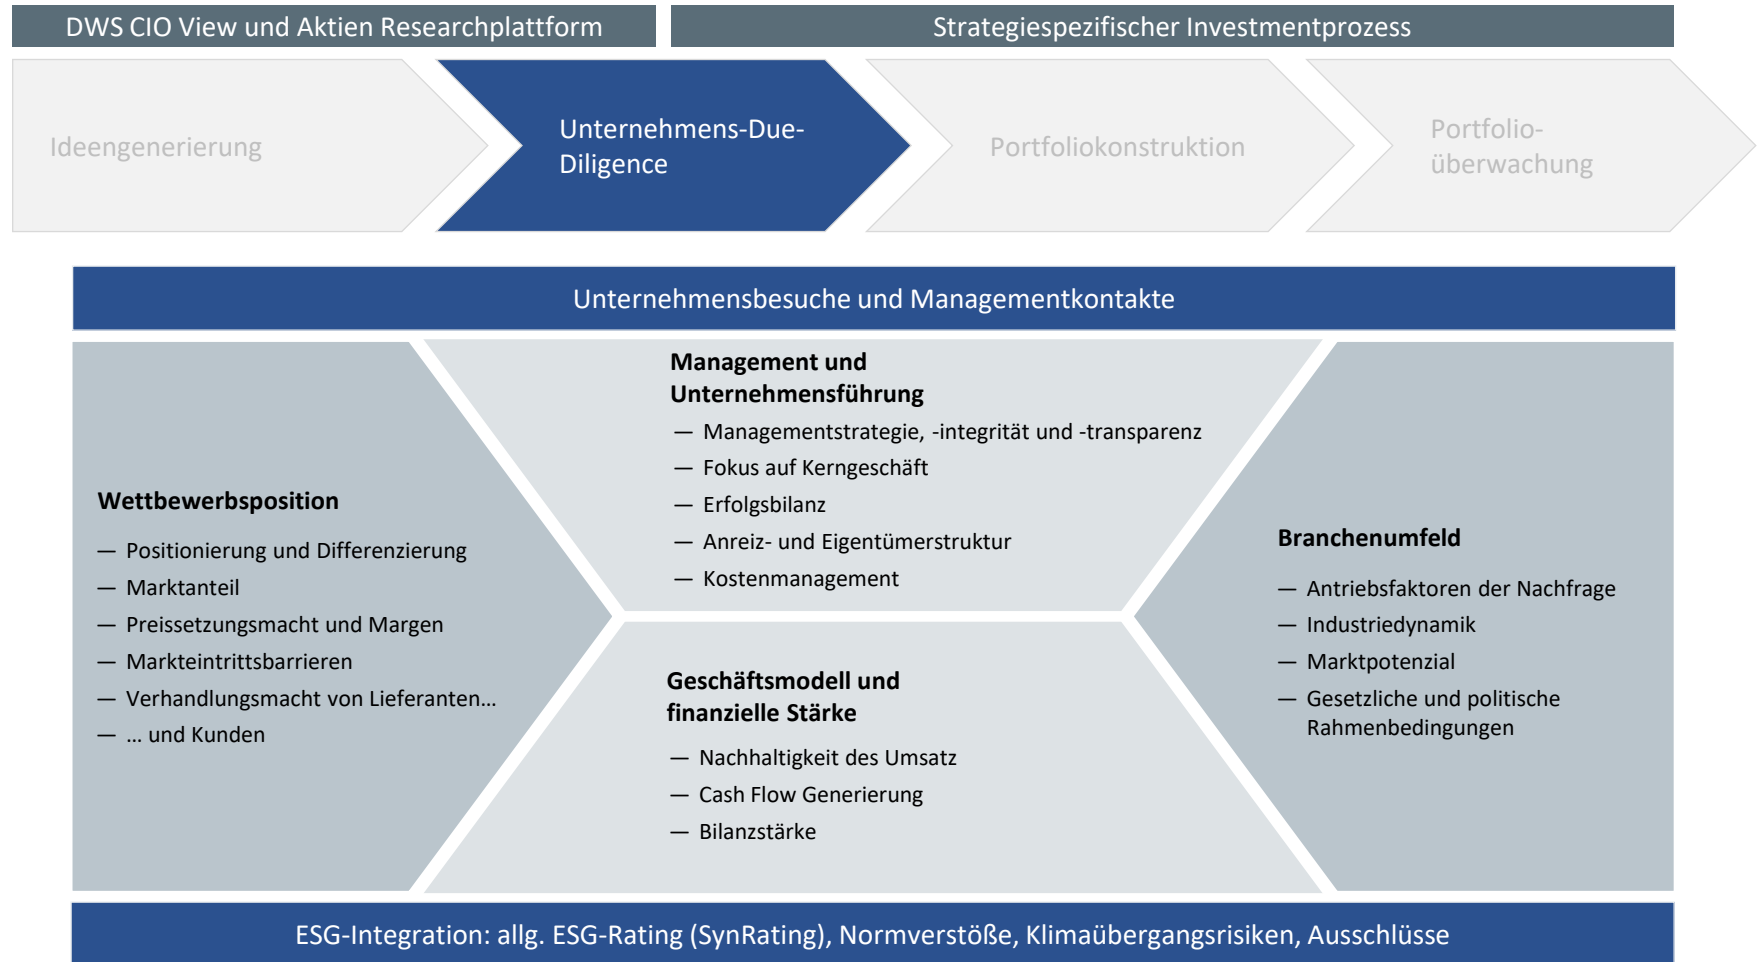 DWS CIO View und Aktien Researchplattform
Strategiespezifischer Investmentprozess
Ideengenerierung
Unternehmens-Due-
Diligence
Portfoliokonstruktion
Portfolio-
überwachung
Unternehmensbesuche und Managementkontakte
Wettbewerbsposition
— Positionierung und Differenzierung
— Marktanteil
— Preissetzungsmacht und Margen
— Markteintrittsbarrieren
— Verhandlungsmacht von Lieferanten…
— … und Kunden
Management und
Unternehmensführung
— Managementstrategie, -integrität und -transparenz
— Fokus auf Kerngeschäft
— Erfolgsbilanz
— Anreiz- und Eigentümerstruktur
— Kostenmanagement
Geschäftsmodell und
finanzielle Stärke
— Nachhaltigkeit des Umsatz
— Cash Flow Generierung
— Bilanzstärke
Branchenumfeld
— Antriebsfaktoren der Nachfrage
— Industriedynamik
— Marktpotenzial
— Gesetzliche und politische
Rahmenbedingungen
ESG-Integration: allg. ESG-Rating (SynRating), Normverstöße, Klimaübergangsrisiken, Ausschlüsse